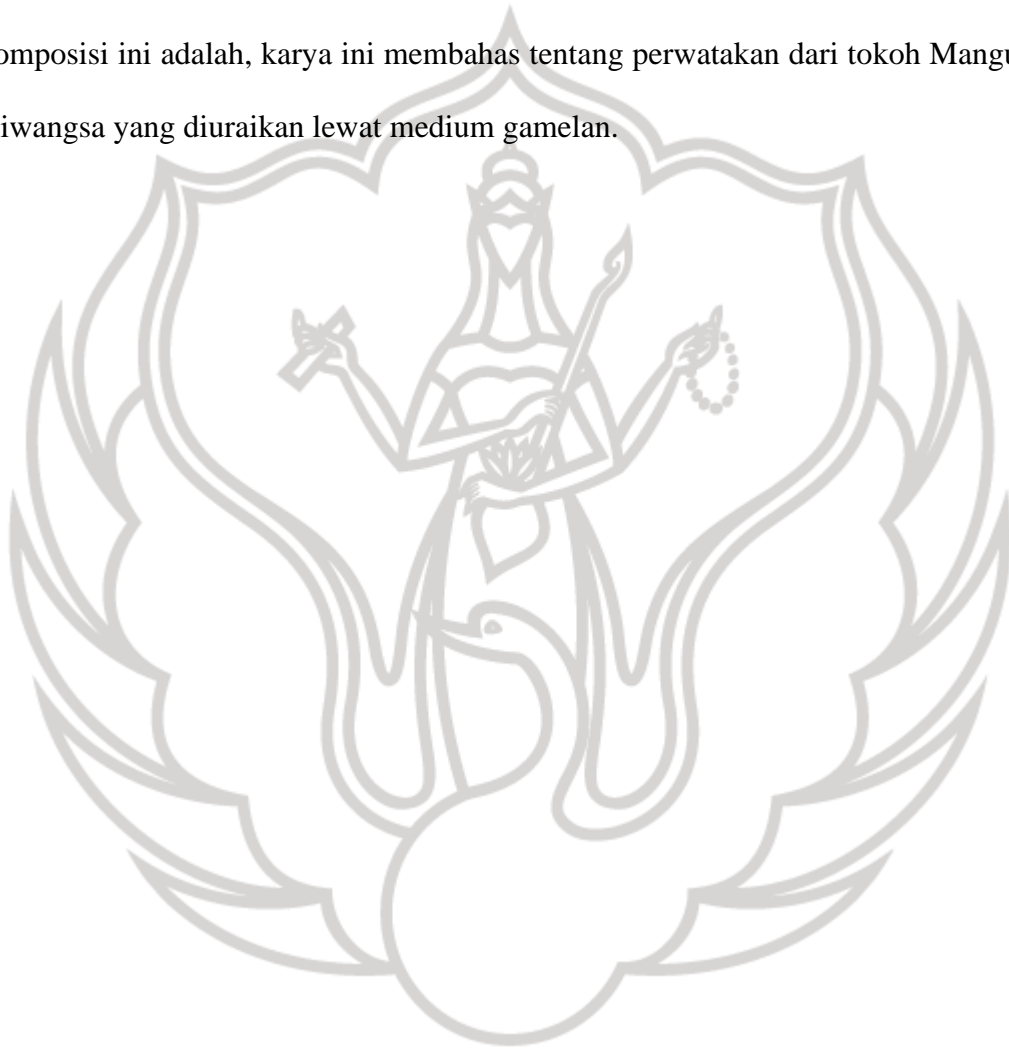 omposisi ini adalah, karya ini membahas tentang perwatakan dari tokoh Mangu
iwangsa yang diuraikan lewat medium gamelan.